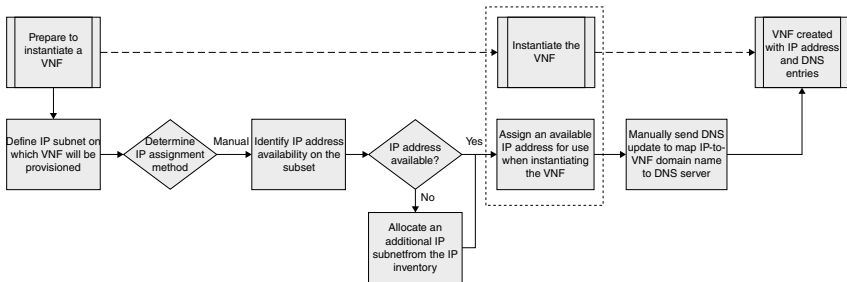 Prepare to
instantiate a
VNF
Instantiate the
VNF
VNF created
with IP address
and DNS
entries
Define IP subnet on
which VNF will be
provisioned
Determine
IP assignment
method
Manual
Identify IP address
availability on the
subset
IP address
available?
Yes
Assign an available
IP address for use
when instantiating
the VNF
Manually send DNS
update to map IP-to-
VNF domain name
to DNS server
No
Allocate an
additional IP
subnetfrom the IP
inventory